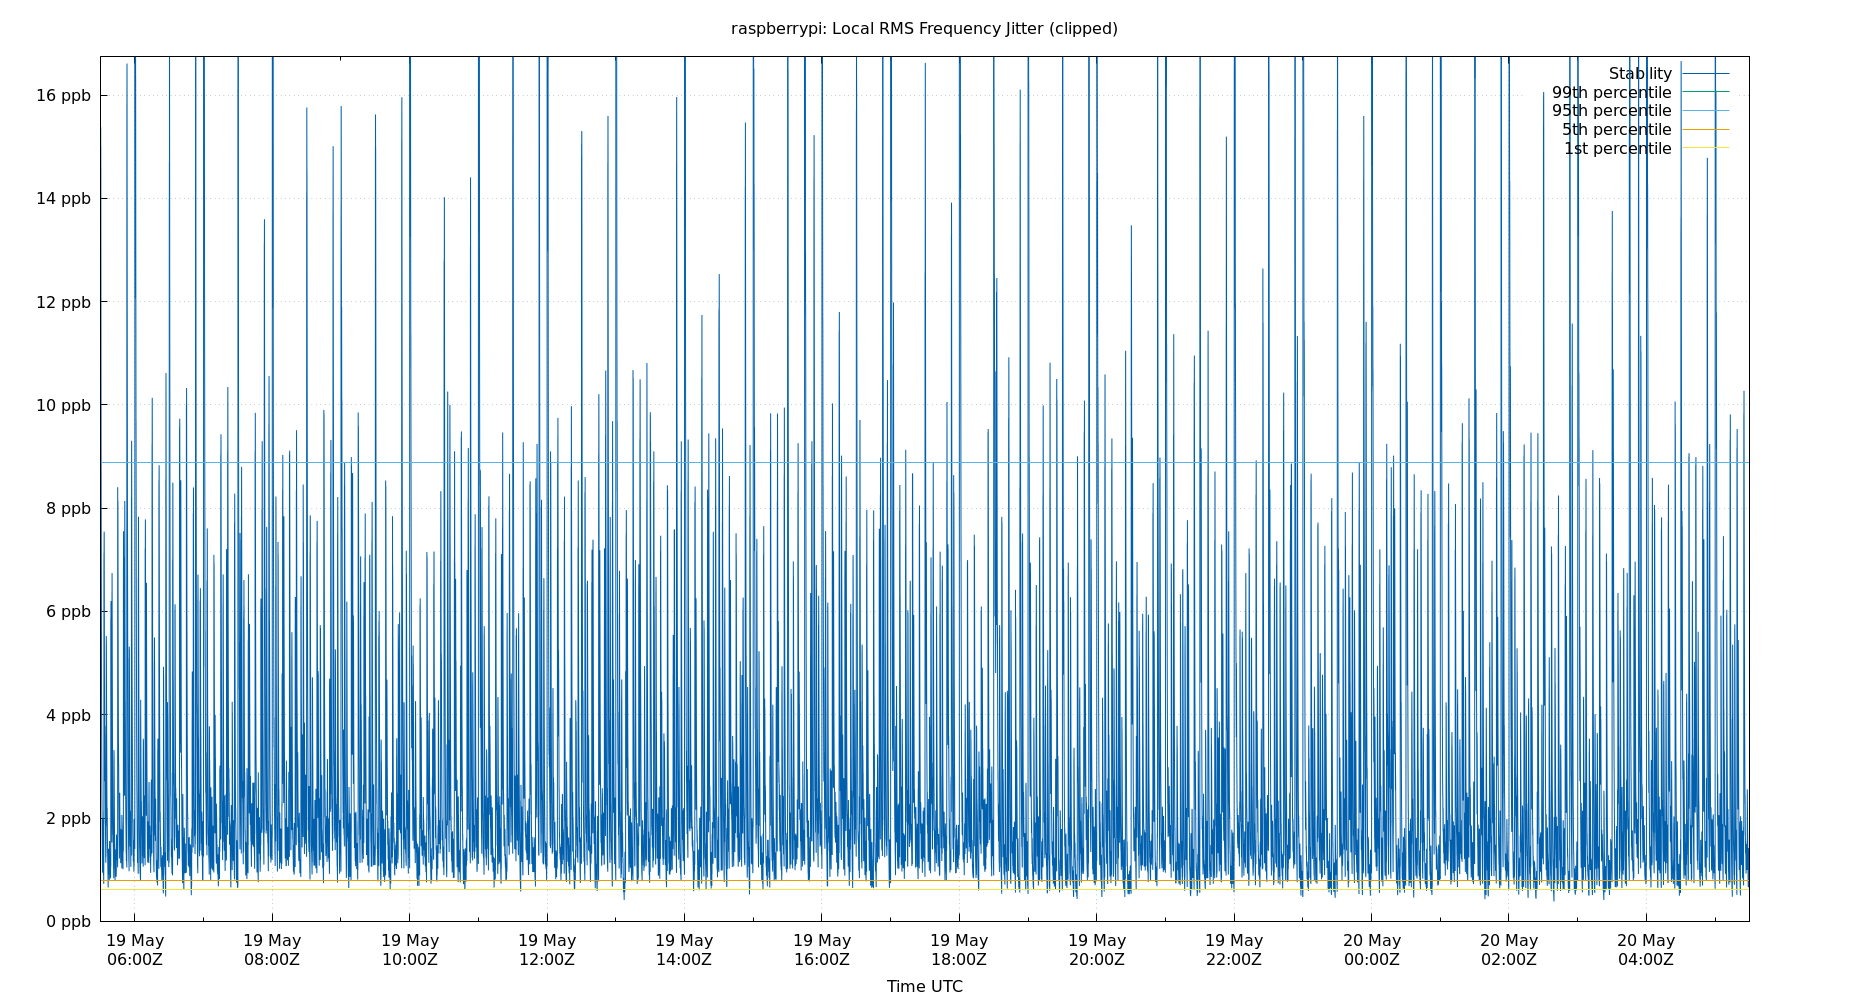 raspberrypi: Local RMS Frequency Jitter (clipped)
Stability
99th percentile
95th percentile
5th percentile
1st percentile
16 ppb
14 ppb
12 ppb
10 ppb
8 ppb
6 ppb
4 ppb
2 ppb
0 ppb
19 May 19 May 19 May 19 May 19 May 19 May 19 May 19 May 19 May 20 May 20 May 20 May
06:00Z 08:00Z 10:00Z 12:00Z 14:00Z 16:00Z 18:00Z 20:00Z 22:00Z 00:00Z 02:00Z 04:00Z
Time UTC